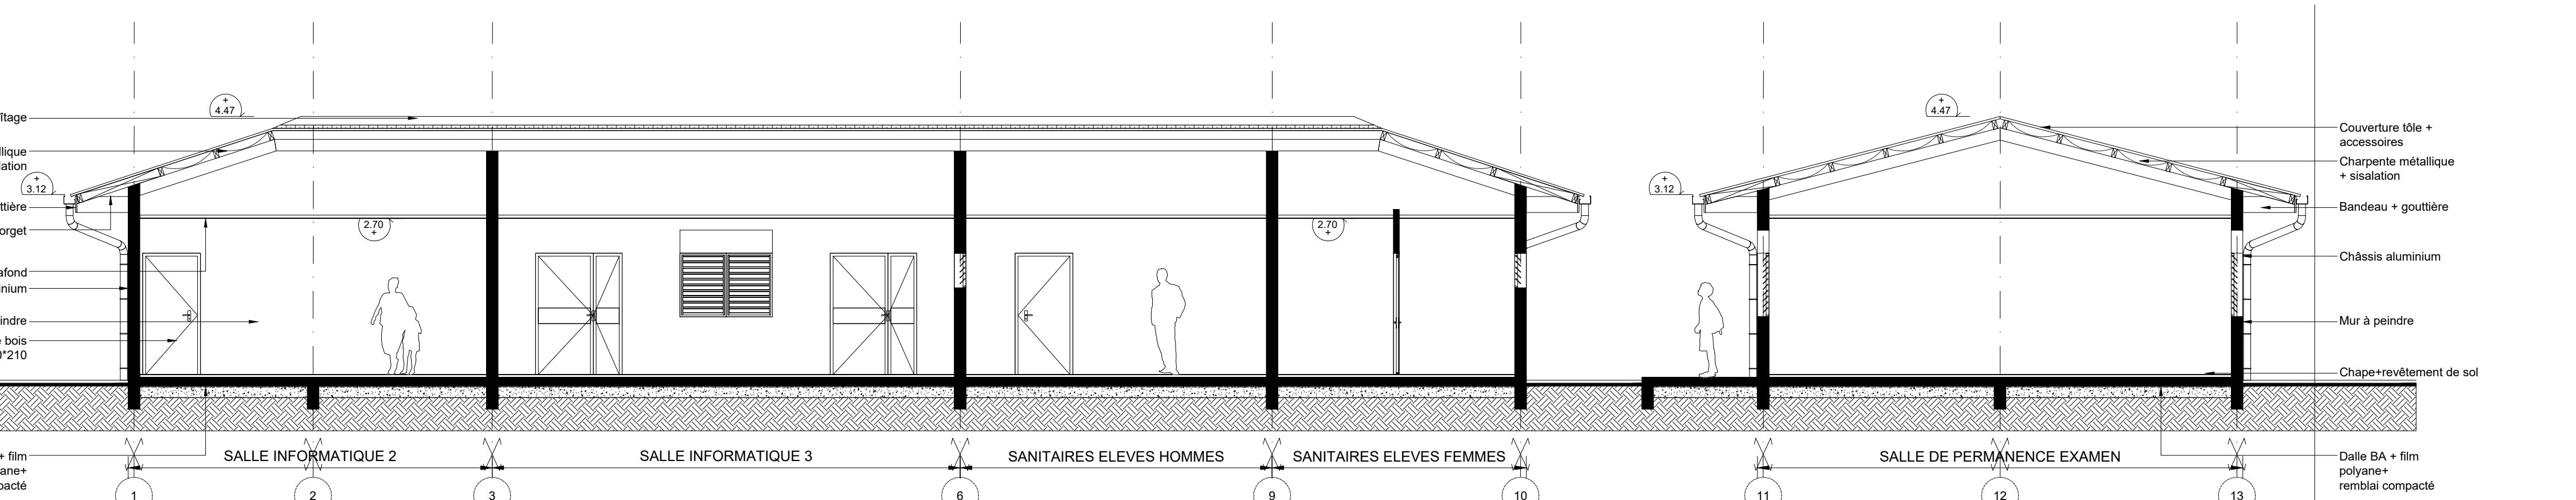 +
4.47
îtage
llique
lation
+
3.12
ttière
orget
afond
inium
indre
e bois
0*210
2.70
+
2.70
+
+
4.47
+
3.12
Couverture tôle +
accessoires
Charpente métallique
+ sisalation
Bandeau + gouttière
Châssis aluminium
Mur à peindre
Chape+revêtement de sol
Dalle BA + film
polyane+
remblai compacté
+ film
ane+
pacté
SALLE INFORMATIQUE 2
SALLE INFORMATIQUE 3
SANITAIRES ELEVES HOMMES
SANITAIRES ELEVES FEMMES
SALLE DE PERMANENCE EXAMEN
1
2
3
6
9
10
11
12
13